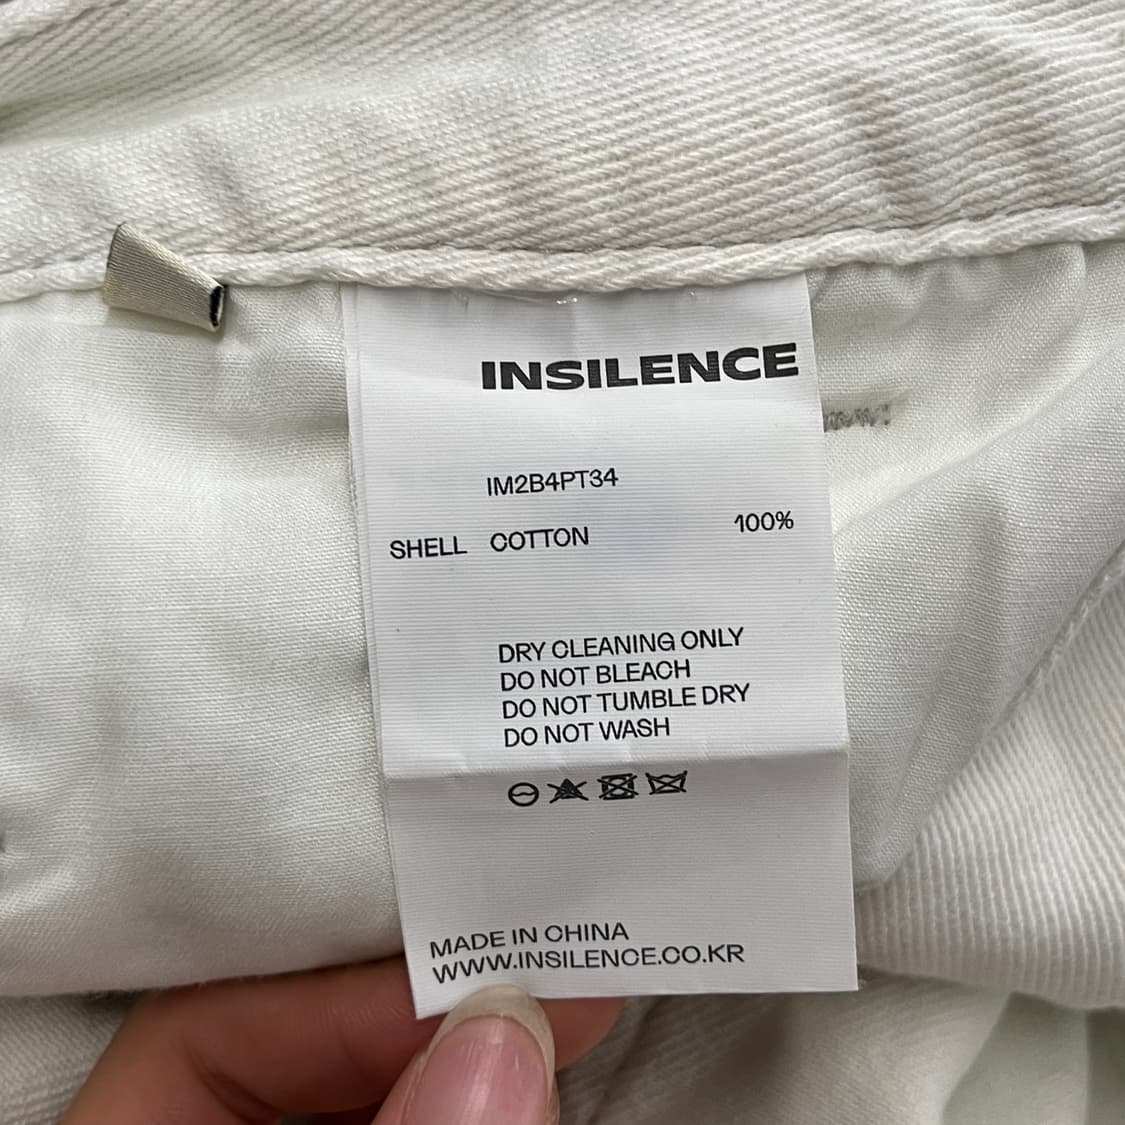 INSILENCE
IM2B4PT34
SHELL COTTON 100%
DRY CLEANING ONLY
DO NOT BLEACH
DO NOT TUMBLE DRY
DO NOT WASH
MADE IN CHINA
WWW.INSILENCE.CO.KR